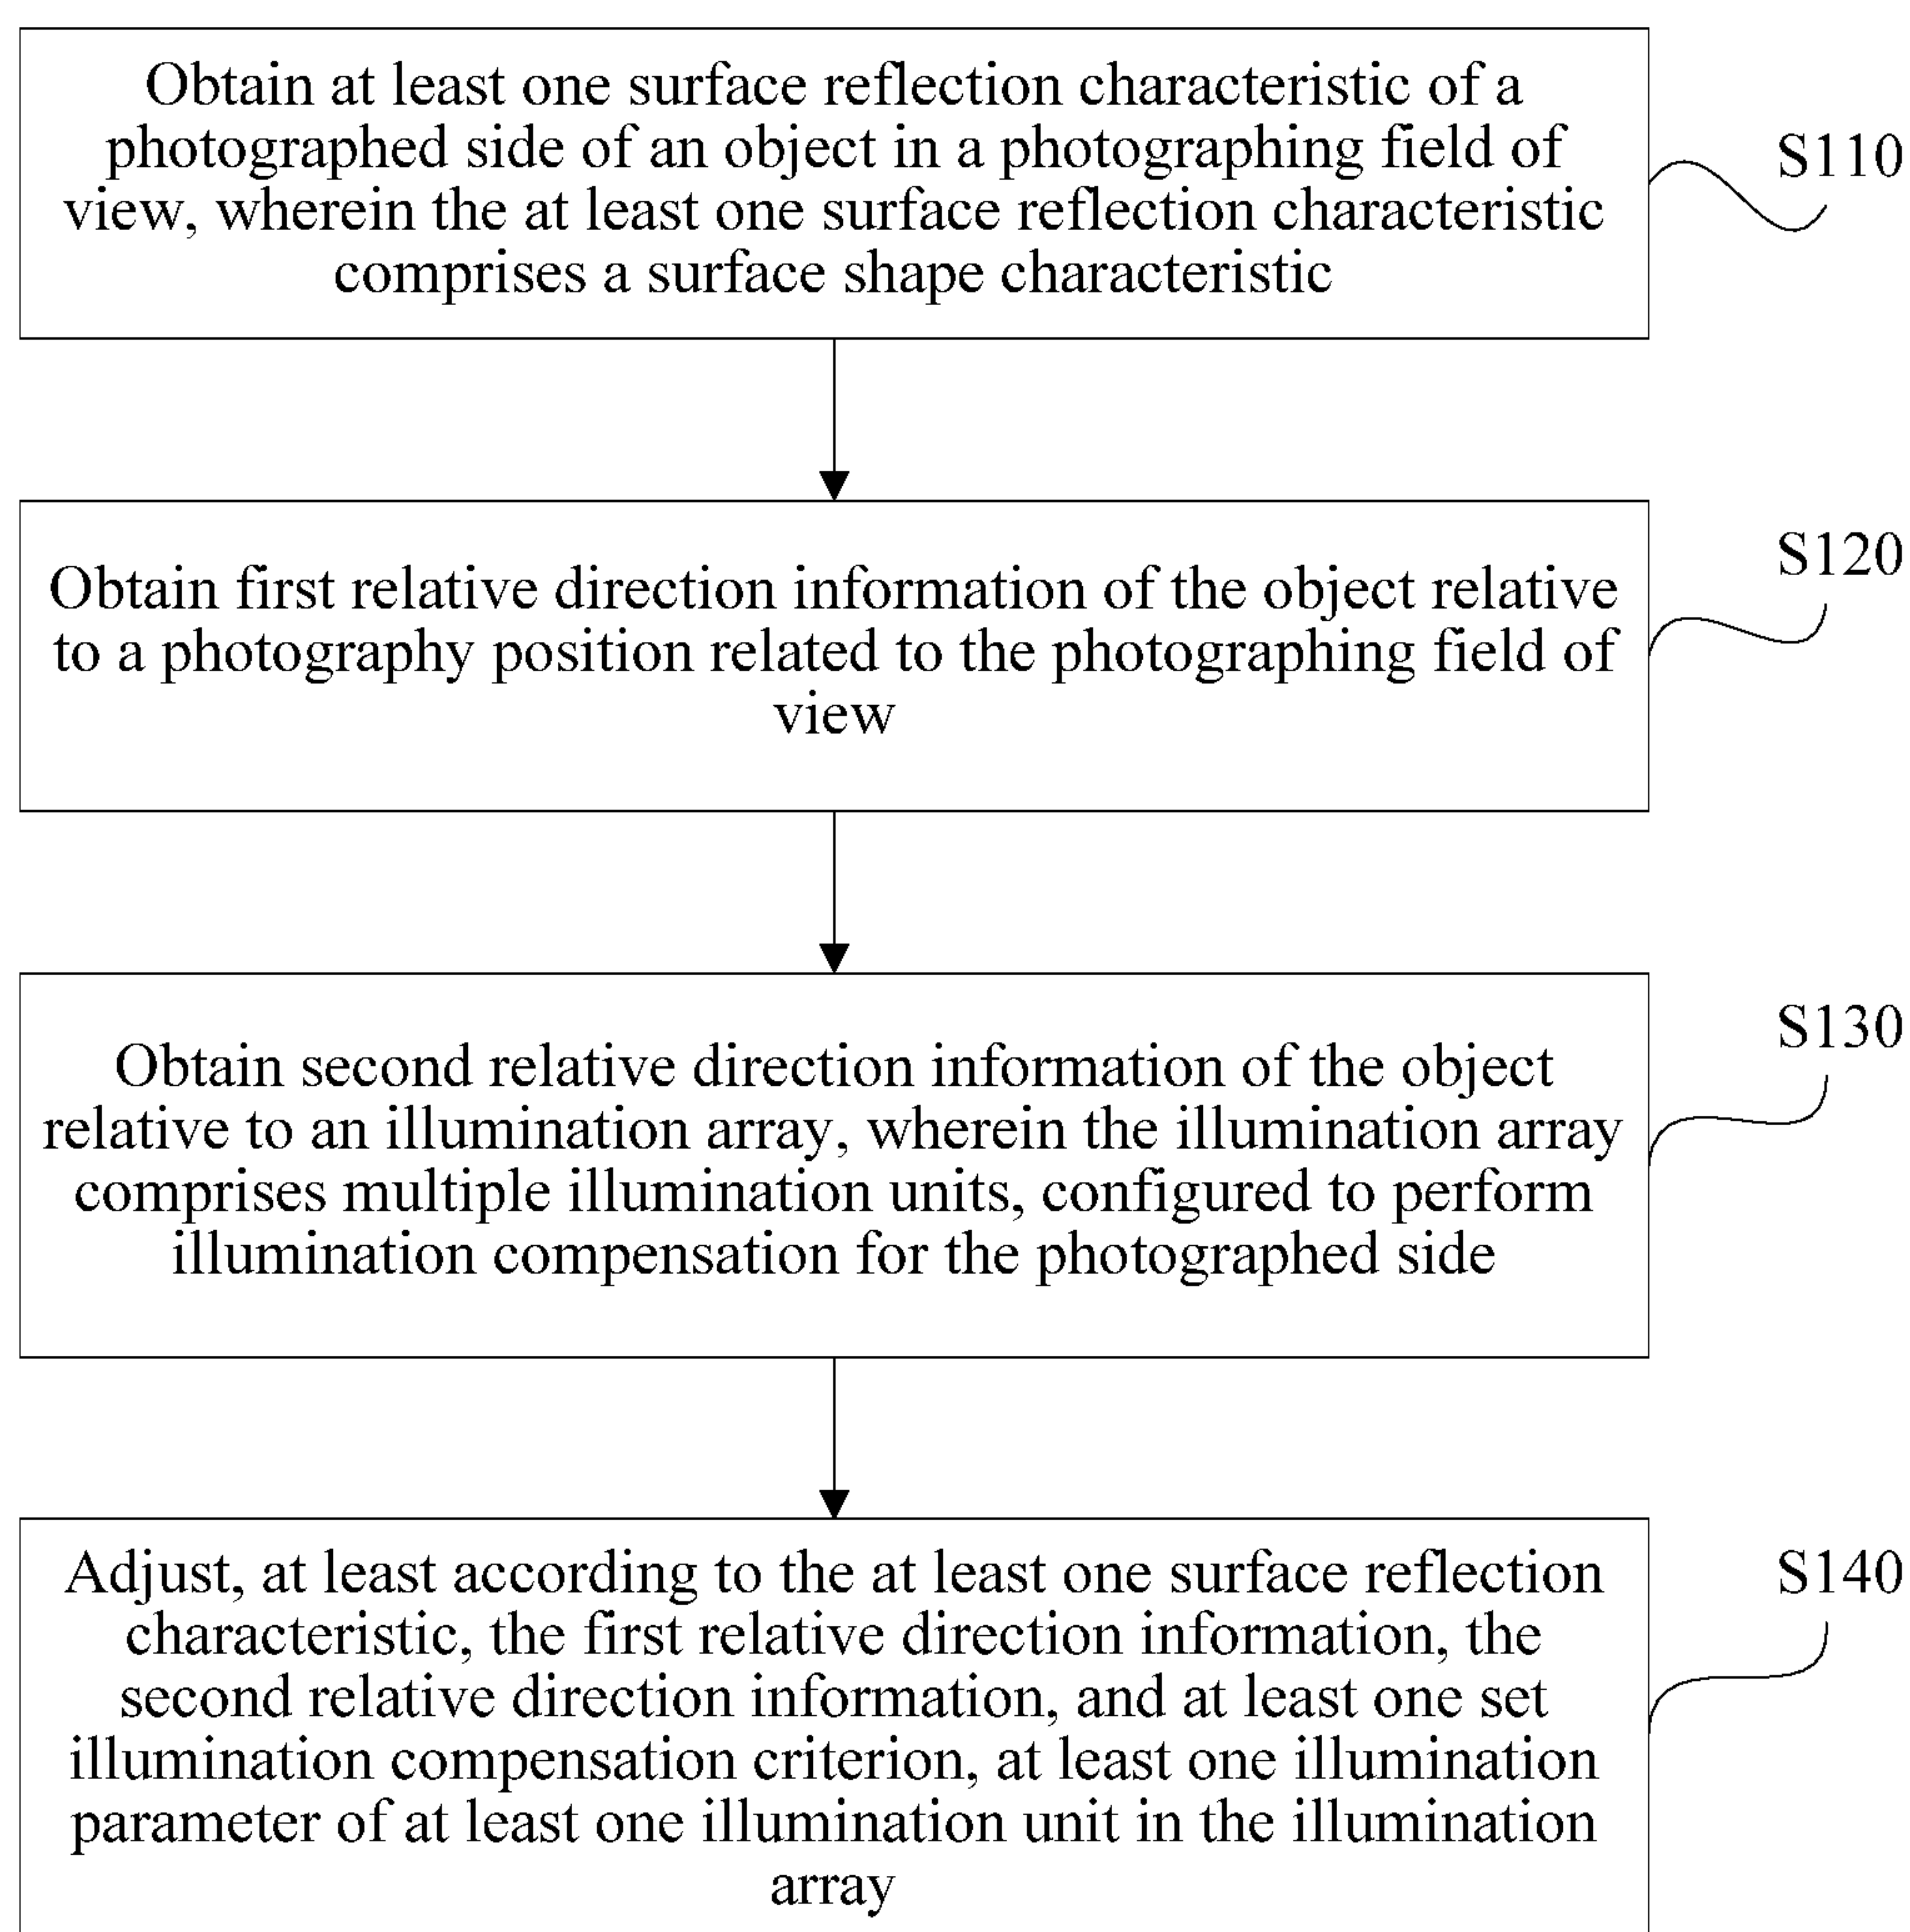 Obtain at least one surface reflection characteristic of a
photographed side of an object in a photographing field of
view, wherein the at least one surface reflection characteristic
comprises a surface shape characteristic
S110
Obtain first relative direction information of the object relative
to a photography position related to the photographing field of
view
S120
Obtain second relative direction information of the object
relative to an illumination array, wherein the illumination array
comprises multiple illumination units, configured to perform
illumination compensation for the photographed side
S130
Adjust, at least according to the at least one surface reflection
characteristic, the first relative direction information, the
second relative direction information, and at least one set
illumination compensation criterion, at least one illumination
parameter of at least one illumination unit in the illumination
array
S140